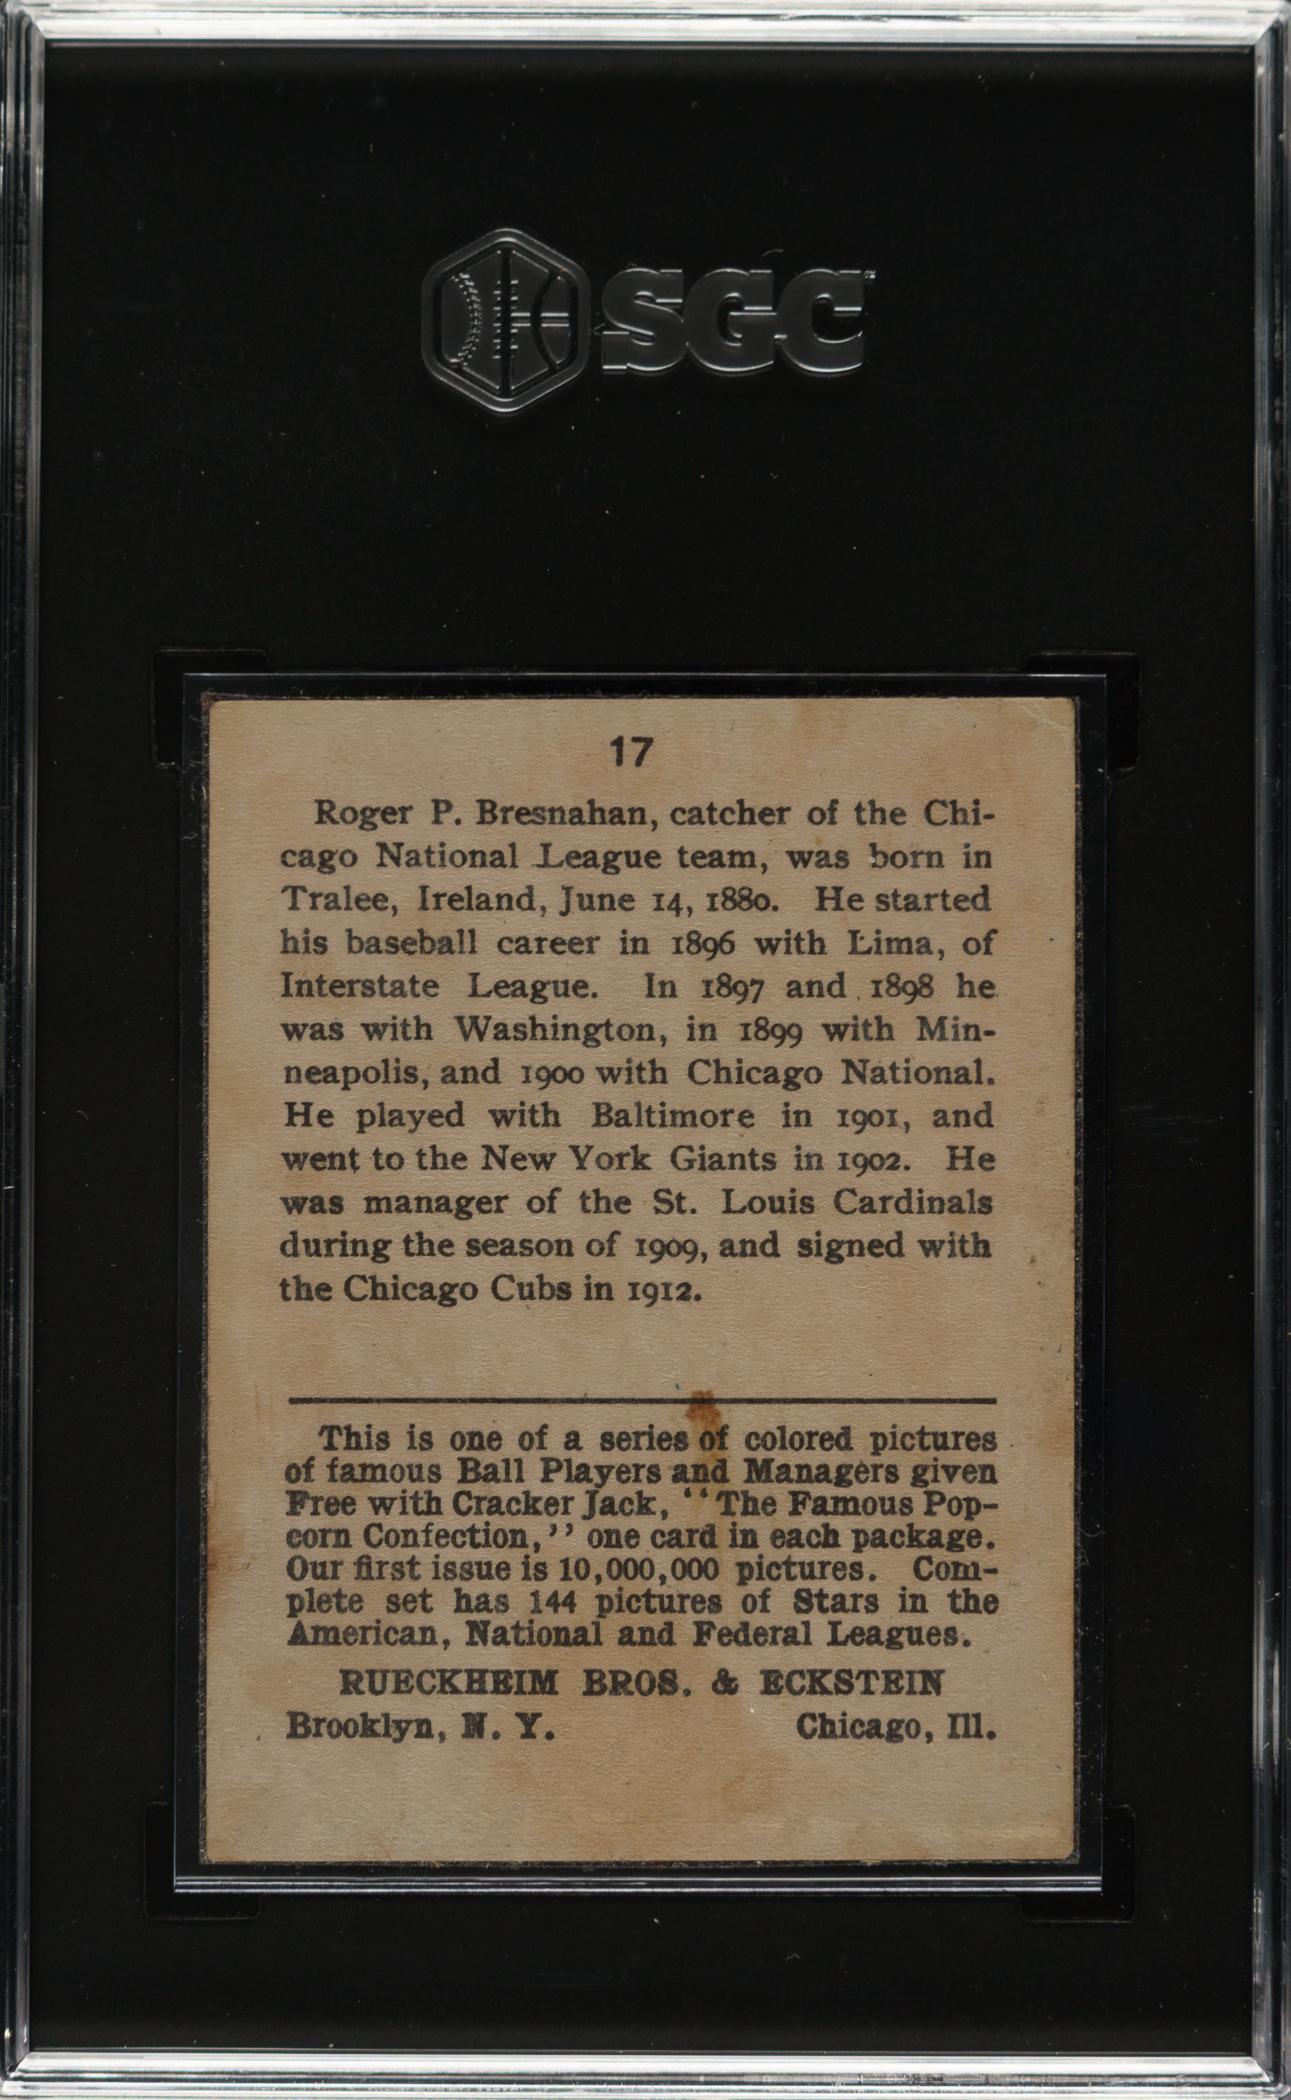 SGC
17
Roger P. Bresnahan, catcher of the Chi-
cago National League team, was born in
Tralee, Ireland, June 14, 1880. He started
his baseball career in 1896 with Lima, of
Interstate League. In 1897 and 1898 he
was with Washington, in 1899 with Min-
neapolis, and 1900 with Chicago National.
He played with Baltimore in 1901, and
went to the New York Giants in 1902. He
was manager of the St. Louis Cardinals
during the season of 1909, and signed with
the Chicago Cubs in 1912.
This is one of a series of colored pictures
of famous Ball Players and Managers given
Free with Cracker Jack, "The Famous Pop-
corn Confection," one card in each package.
Our first issue is 10,000,000 pictures. Com-
plete set has 144 pictures of Stars in the
American, National and Federal Leagues.
RUECKHEIM BROS. & ECKSTEIN
Brooklyn, N. Y. Chicago, Ill.